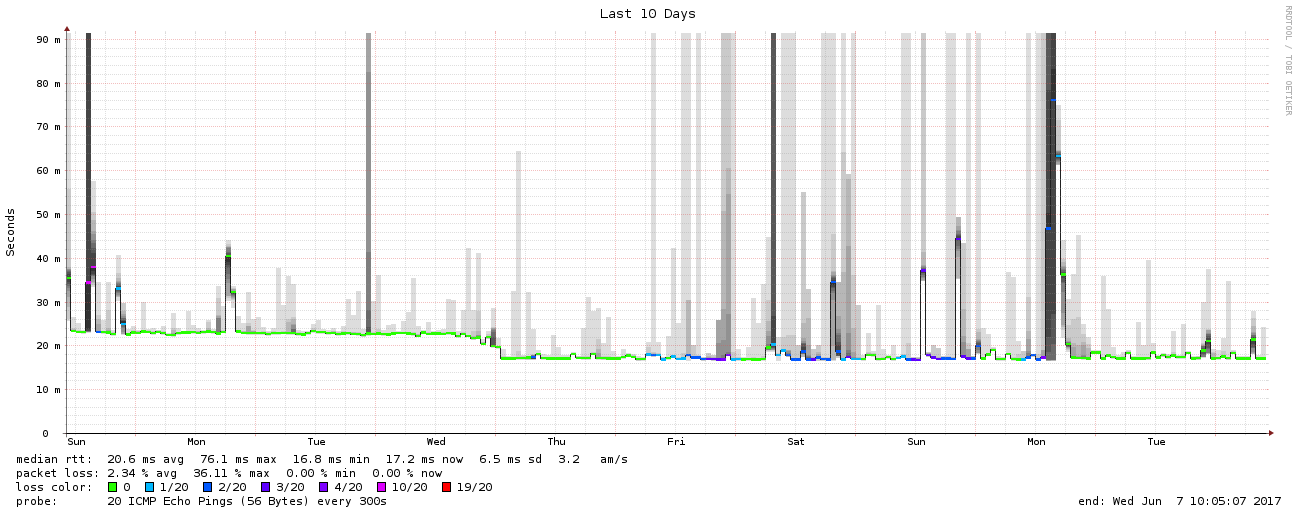 Last 10 Days
RRDTOOL / TOBI OETIKER
Seconds
90 m
80 m
70 m
60 m
50 m
40 m
30 m
20 m
10 m
0
Sun Mon Tue Wed Thu Fri Sat Sun Mon Tue
median rtt: 20.6 ms avg 76.1 ms max 16.8 ms min 17.2 ms now 6.5 ms sd 3.2 am/s
packet loss: 2.34 % avg 36.11 % max 0.00 % min 0.00 % now
loss color: 0 1/20 2/20 3/20 4/20 10/20 19/20
probe: 20 ICMP Echo Pings (56 Bytes) every 300s end: Wed Jun 7 10:05:07 2017